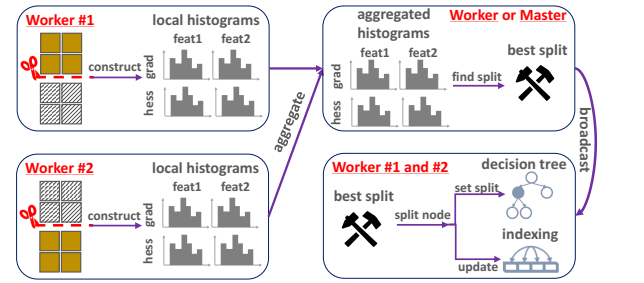 Worker #1
local histograms
feat1 feat2
construct
grad
hess
aggregated
histograms
Worker or Master
feat1 feat2
best split
grad
find split
hess
aggregate
broadcast
Worker #2
local histograms
feat1 feat2
construct
grad
hess
Worker #1 and #2
decision tree
best split
set split
split node
indexing
update